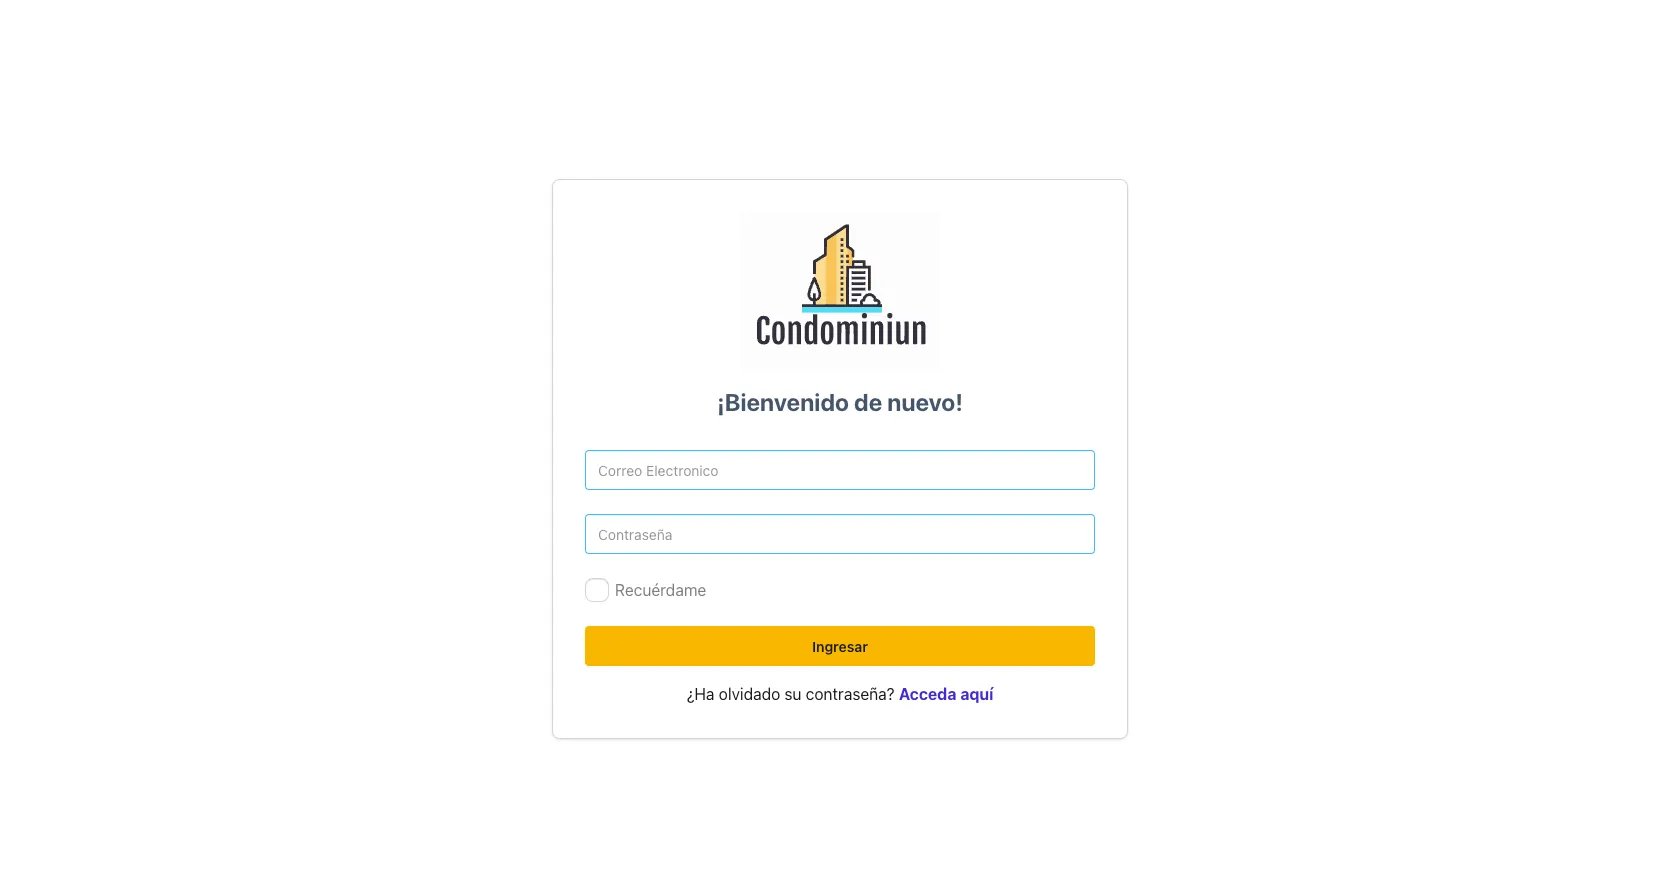 Condominiun
¡Bienvenido de nuevo!
Correo Electronico
Contraseña
Recuérdame
Ingresar
¿Ha olvidado su contraseña? Acceda aquí